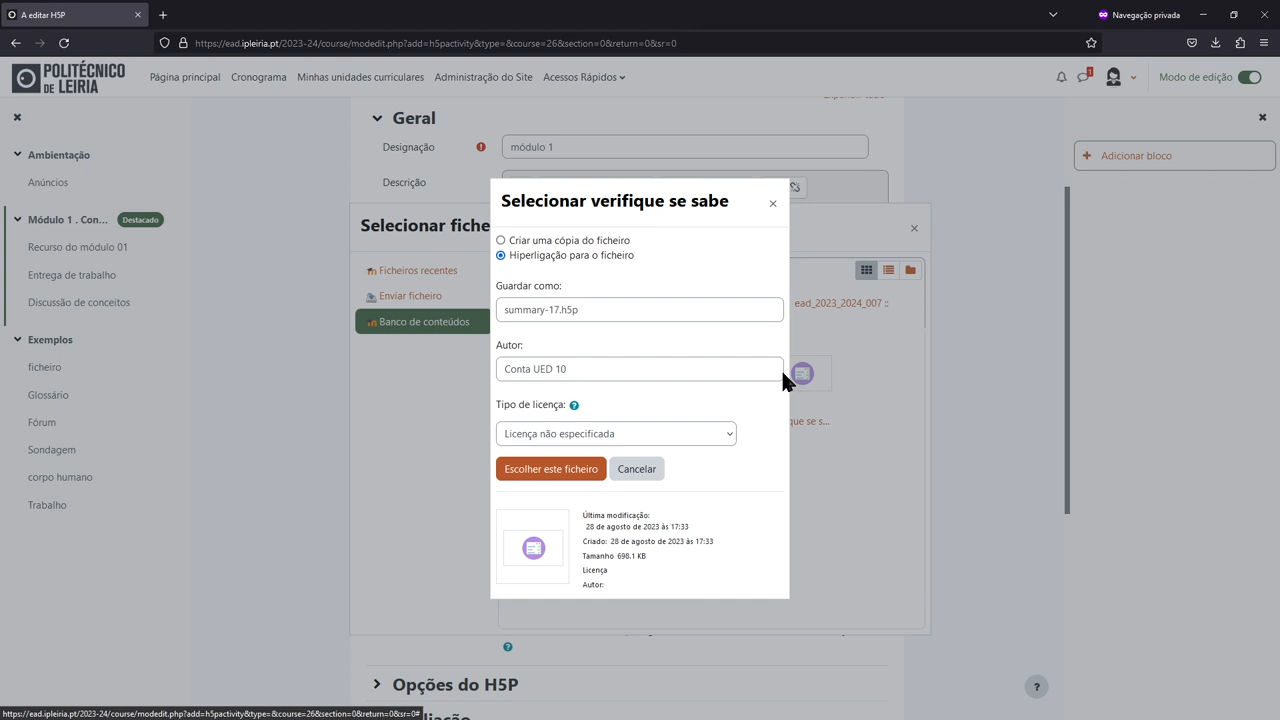 A editar H5P
Navegação privada
https://ead.ipleiria.pt/2023-24/course/modedit.php?add=h5pactivity&type=&course=26&section=0&return=0&sr=0
POLITÉCNICO
DE LEIRIA
Página principal
Cronograma
Minhas unidades curriculares
Administração do Site
Acessos Rápidos
1
Modo de edição
Geral
Designação
módulo 1
Descrição
Ambientação
Anúncios
Módulo 1 . Con...
Destacado
Recurso do módulo 01
Entrega de trabalho
Discussão de conceitos
Exemplos
ficheiro
Glossário
Fórum
Sondagem
corpo humano
Trabalho
Adicionar bloco
Selecionar fiche
Ficheiros recentes
Enviar ficheiro
Banco de conteúdos
ead_2023_2024_007 ::
que se s...
Selecionar verifique se sabe
Criar uma cópia do ficheiro
Hiperligação para o ficheiro
Guardar como:
summary-17.h5p
Autor:
Conta UED 10
Tipo de licença:
Licença não especificada
Escolher este ficheiro
Cancelar
Última modificação:
28 de agosto de 2023 às 17:33
Criado: 28 de agosto de 2023 às 17:33
Tamanho 698.1 KB
Licença
Autor:
Opções do H5P
liação
?
https://ead.ipleiria.pt/2023-24/course/modedit.php?add=h5pactivity&type=&course=26&section=0&return=0&sr=0#